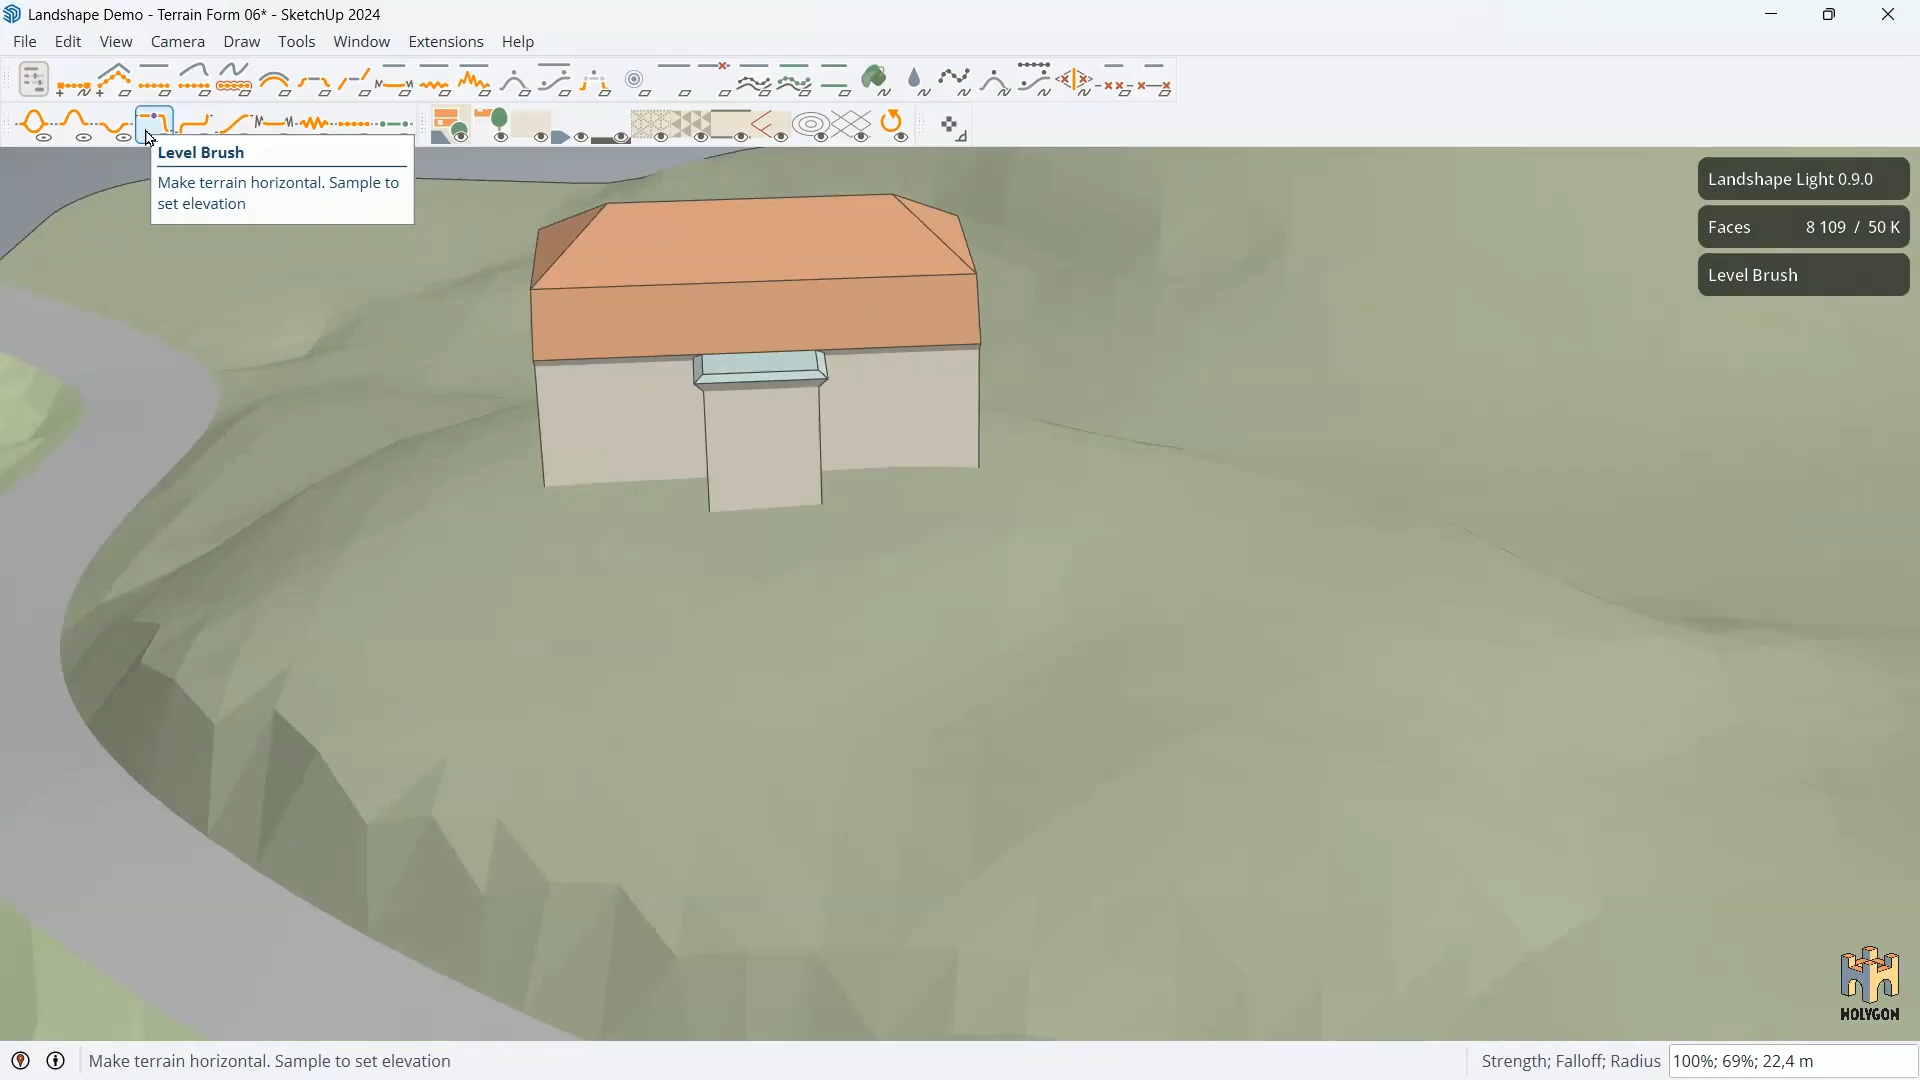 Landshape Demo - Terrain Form 06* - SketchUp 2024
File Edit View Camera Draw Tools Window Extensions Help
Level Brush
Make terrain horizontal. Sample to
set elevation
Landshape Light 0.9.0
Faces 8 109 / 50 K
Level Brush
HOLYGON
Make terrain horizontal. Sample to set elevation
Strength; Falloff; Radius 100%; 69%; 22,4 m